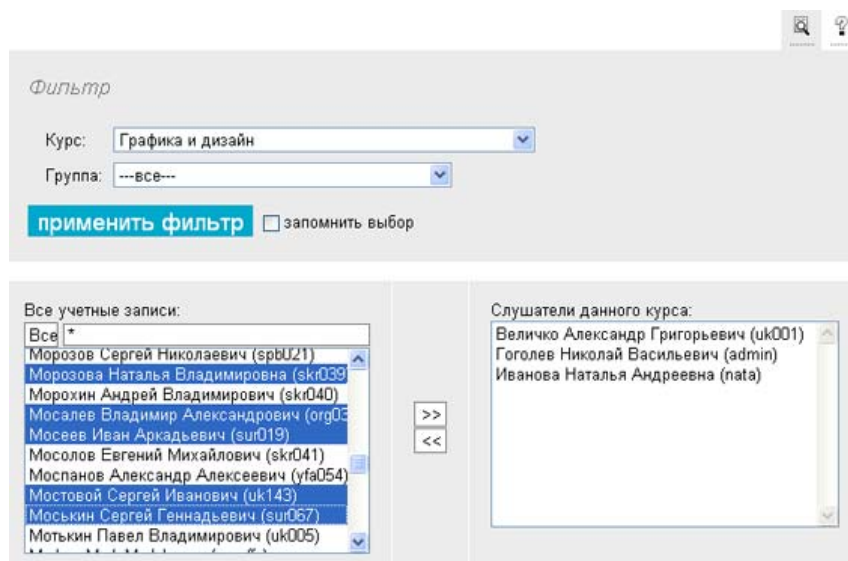 Фильтр
Курс: Графика и дизайн
Группа: ---все---
применить фильтр запомнить выбор
Все учетные записи:
Все *
Морозов Сергей Николаевич (spb021)
Морозова Наталья Владимировна (skr039
Морохин Андрей Владимирович (skr040)
Мосалев Владимир Александрович (org03
Мосеев Иван Аркадьевич (sur019)
Мосолов Евгений Михайлович (skr041)
Моспанов Александр Алексеевич (yfa054)
Мостовой Сергей Иванович (uk143)
Моськин Сергей Геннадьевич (sur067)
Мотькин Павел Владимирович (uk005)
>>
<<
Слушатели данного курса:
Величко Александр Григорьевич (uk001)
Гоголев Николай Васильевич (admin)
Иванова Наталья Андреевна (nata)